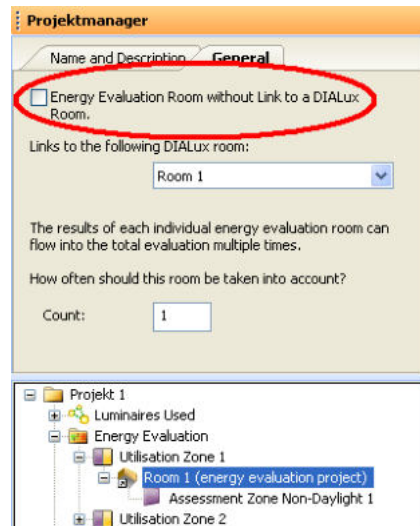 Projektmanager
Name and Description
General
Energy Evaluation Room without Link to a DIALux
Room.
Links to the following DIALux room:
Room 1
The results of each individual energy evaluation room can
flow into the total evaluation multiple times.
How often should this room be taken into account?
Count:
1
Projekt 1
Luminaires Used
Energy Evaluation
Utilisation Zone 1
Room 1 (energy evaluation project)
Assessment Zone Non-Daylight 1
Utilisation Zone 2